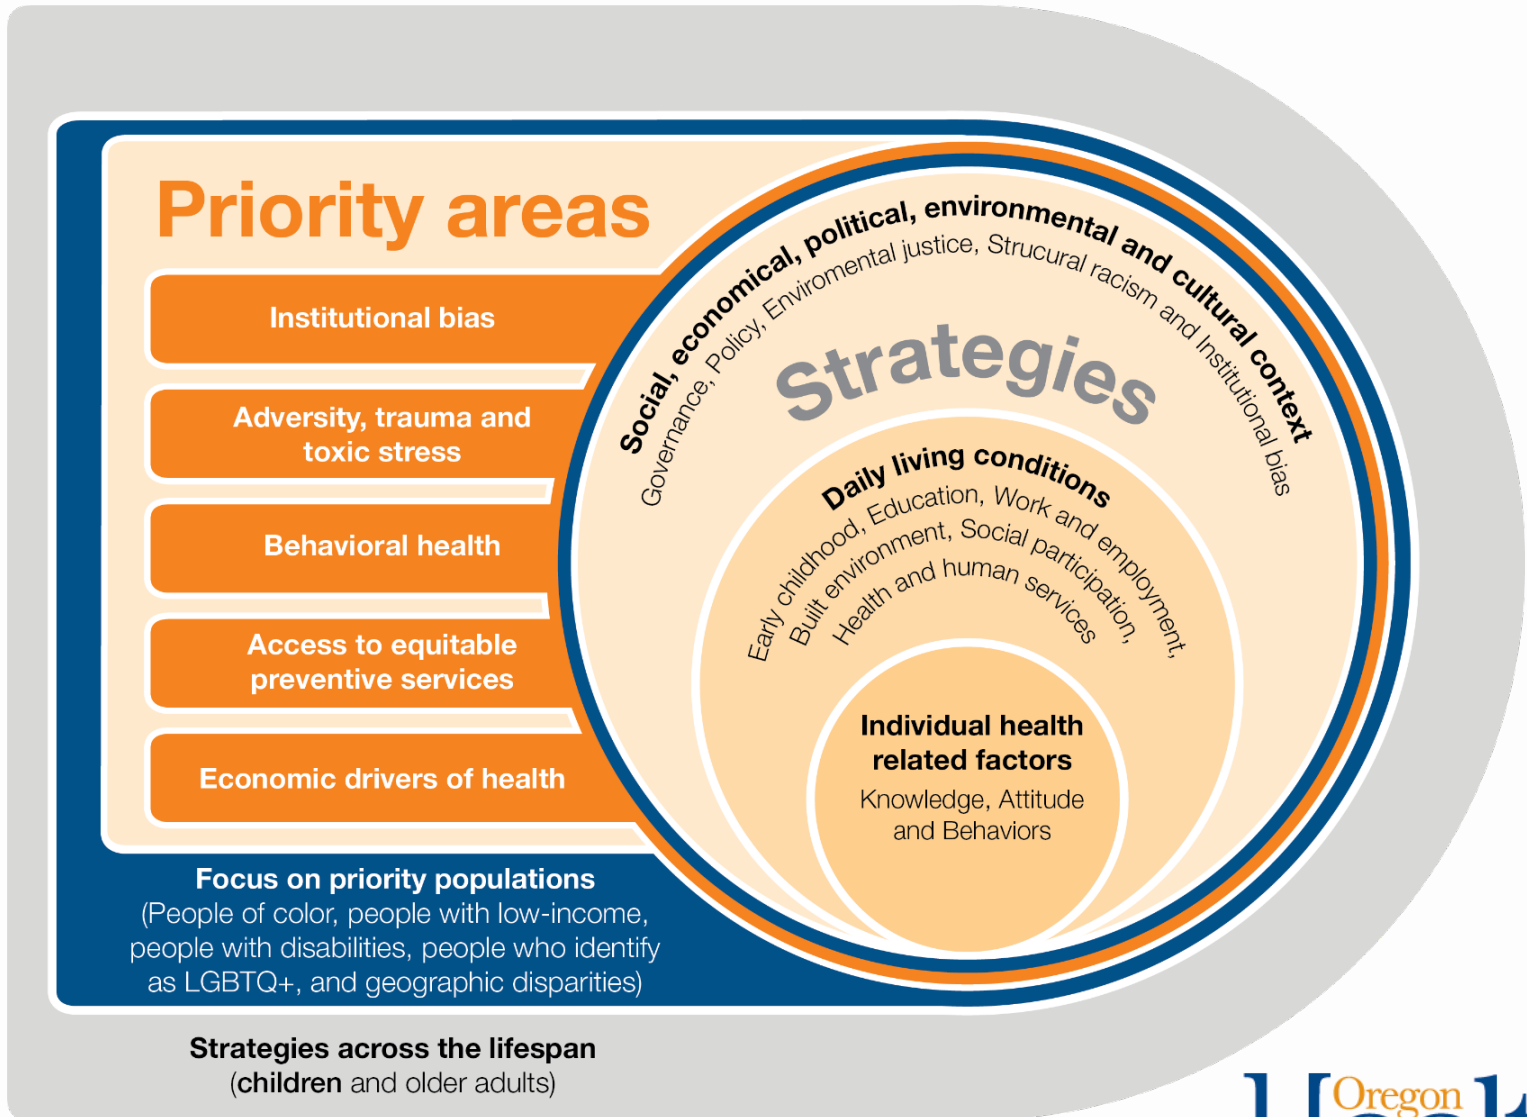 Priority areas
Institutional bias
Adversity, trauma and
toxic stress
Behavioral health
Access to equitable
preventive services
Economic drivers of health
Focus on priority populations
(People of color, people with low-income,
people with disabilities, people who identify
as LGBTQ+, and geographic disparities)
Strategies across the lifespan
(children and older adults)
Social, economical, political, environmental and cultural context
Governance, Policy, Enviromental justice, Strucural racism and Institutional bias
Strategies
Daily living conditions
Early childhood, Education, Work and employment,
Built environment, Social participation,
Health and human services
Individual health
related factors
Knowledge, Attitude
and Behaviors
Oregon